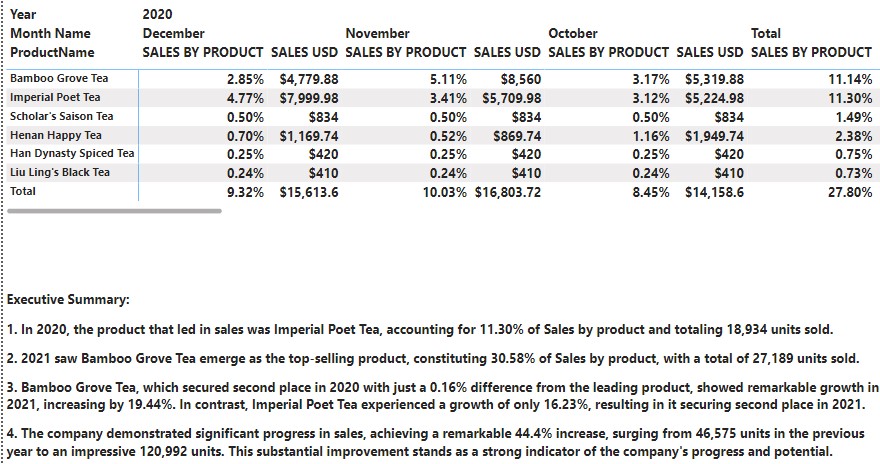 Year 2020
Month Name December November October Total
ProductName SALES BY PRODUCT SALES USD SALES BY PRODUCT SALES USD SALES BY PRODUCT SALES USD SALES BY PRODUCT
Bamboo Grove Tea 2.85% $4,779.88 5.11% $8,560 3.17% $5,319.88 11.14%
Imperial Poet Tea 4.77% $7,999.98 3.41% $5,709.98 3.12% $5,224.98 11.30%
Scholar's Saison Tea 0.50% $834 0.50% $834 0.50% $834 1.49%
Henan Happy Tea 0.70% $1,169.74 0.52% $869.74 1.16% $1,949.74 2.38%
Han Dynasty Spiced Tea 0.25% $420 0.25% $420 0.25% $420 0.75%
Liu Ling's Black Tea 0.24% $410 0.24% $410 0.24% $410 0.73%
Total 9.32% $15,613.6 10.03% $16,803.72 8.45% $14,158.6 27.80%
Executive Summary:
1. In 2020, the product that led in sales was Imperial Poet Tea, accounting for 11.30% of Sales by product and totaling 18,934 units sold.
2. 2021 saw Bamboo Grove Tea emerge as the top-selling product, constituting 30.58% of Sales by product, with a total of 27,189 units sold.
3. Bamboo Grove Tea, which secured second place in 2020 with just a 0.16% difference from the leading product, showed remarkable growth in
2021, increasing by 19.44%. In contrast, Imperial Poet Tea experienced a growth of only 16.23%, resulting in it securing second place in 2021.
4. The company demonstrated significant progress in sales, achieving a remarkable 44.4% increase, surging from 46,575 units in the previous
year to an impressive 120,992 units. This substantial improvement stands as a strong indicator of the company's progress and potential.